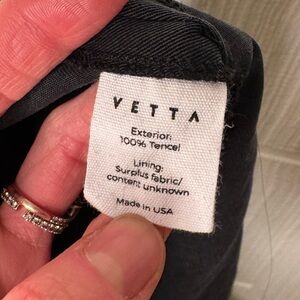 VETTA
Exterior:
100% Tencel
Lining:
Surplus fabric/
content unknown
Made in USA